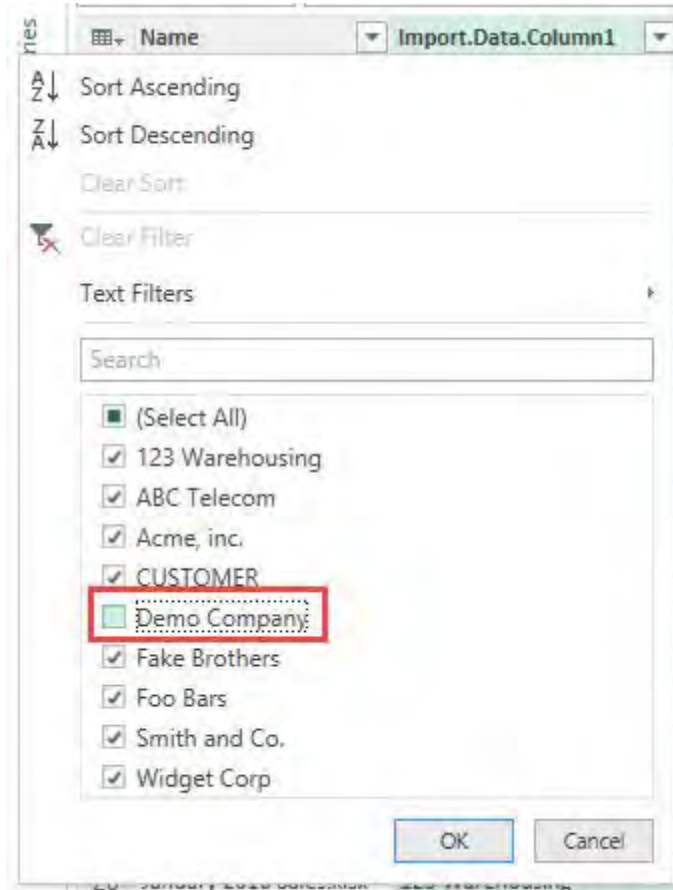 ries
Name Import.Data.Column1
Sort Ascending
Sort Descending
Clear Sort
Clear Filter
Text Filters
Search
(Select All)
123 Warehousing
ABC Telecom
Acme, inc.
CUSTOMER
Demo Company
Fake Brothers
Foo Bars
Smith and Co.
Widget Corp
OK Cancel